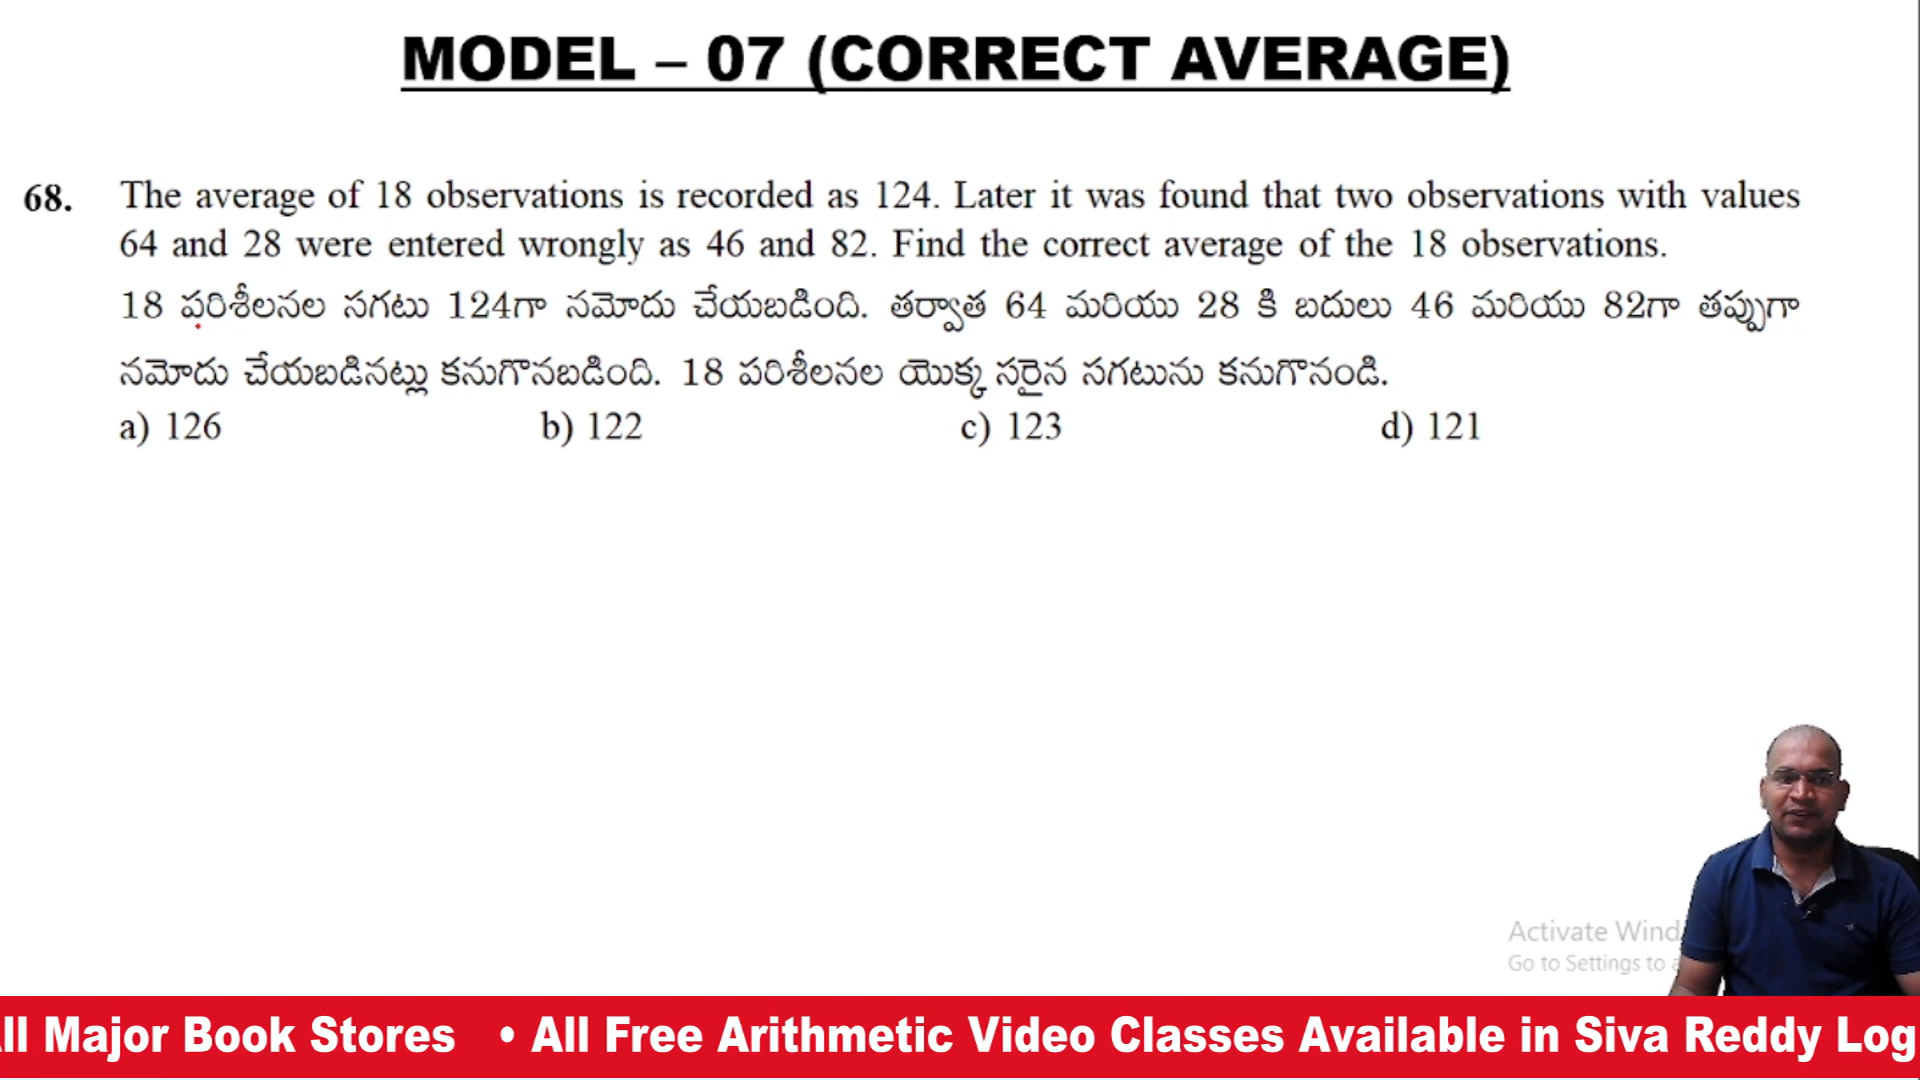 MODEL – 07 (CORRECT AVERAGE)
68. The average of 18 observations is recorded as 124. Later it was found that two observations with values
64 and 28 were entered wrongly as 46 and 82. Find the correct average of the 18 observations.
18 పరిశీలనల సగటు 124గా నమోదు చేయబడింది. తర్వాత 64 మరియు 28 కి బదులు 46 మరియు 82గా తప్పుగా
నమోదు చేయబడినట్లు కనుగొనబడింది. 18 పరిశీలనల యొక్క సరైన సగటును కనుగొనండి.
a) 126 b) 122 c) 123 d) 121
Activate Wind
Go to Settings to a
ll Major Book Stores • All Free Arithmetic Video Classes Available in Siva Reddy Log